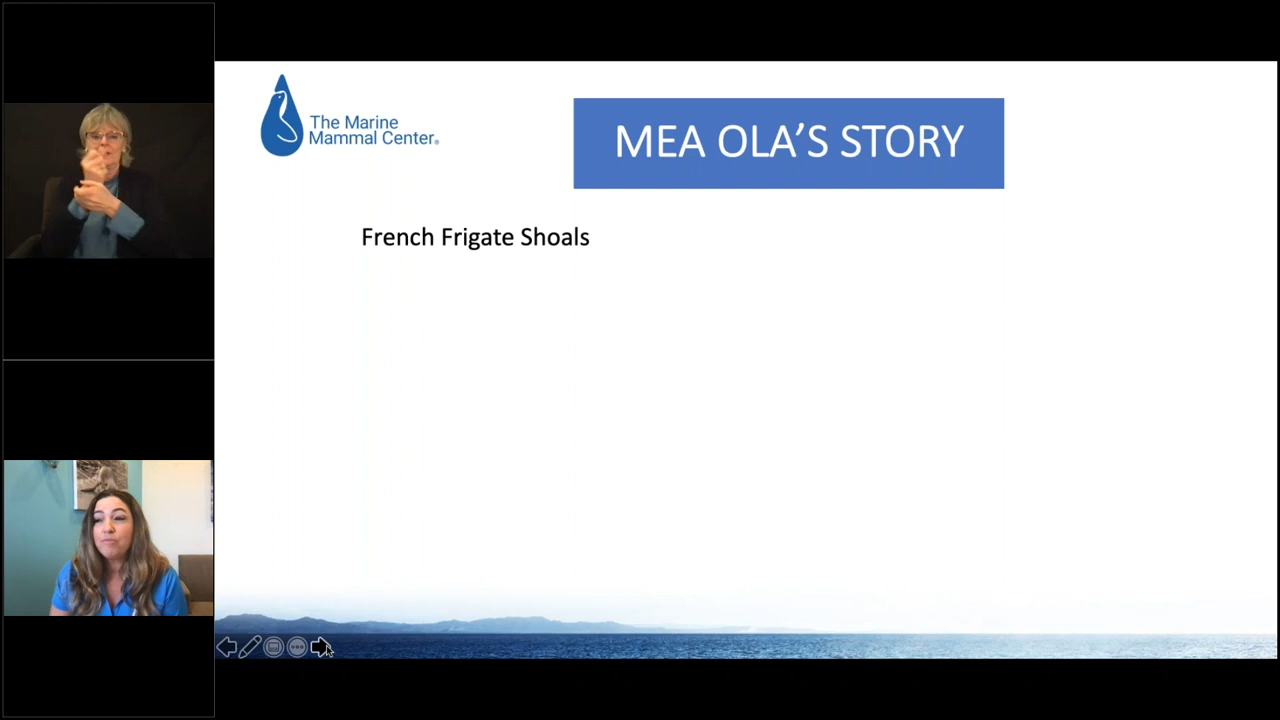 The Marine
Mammal Center®
MEA OLA'S STORY
French Frigate Shoals